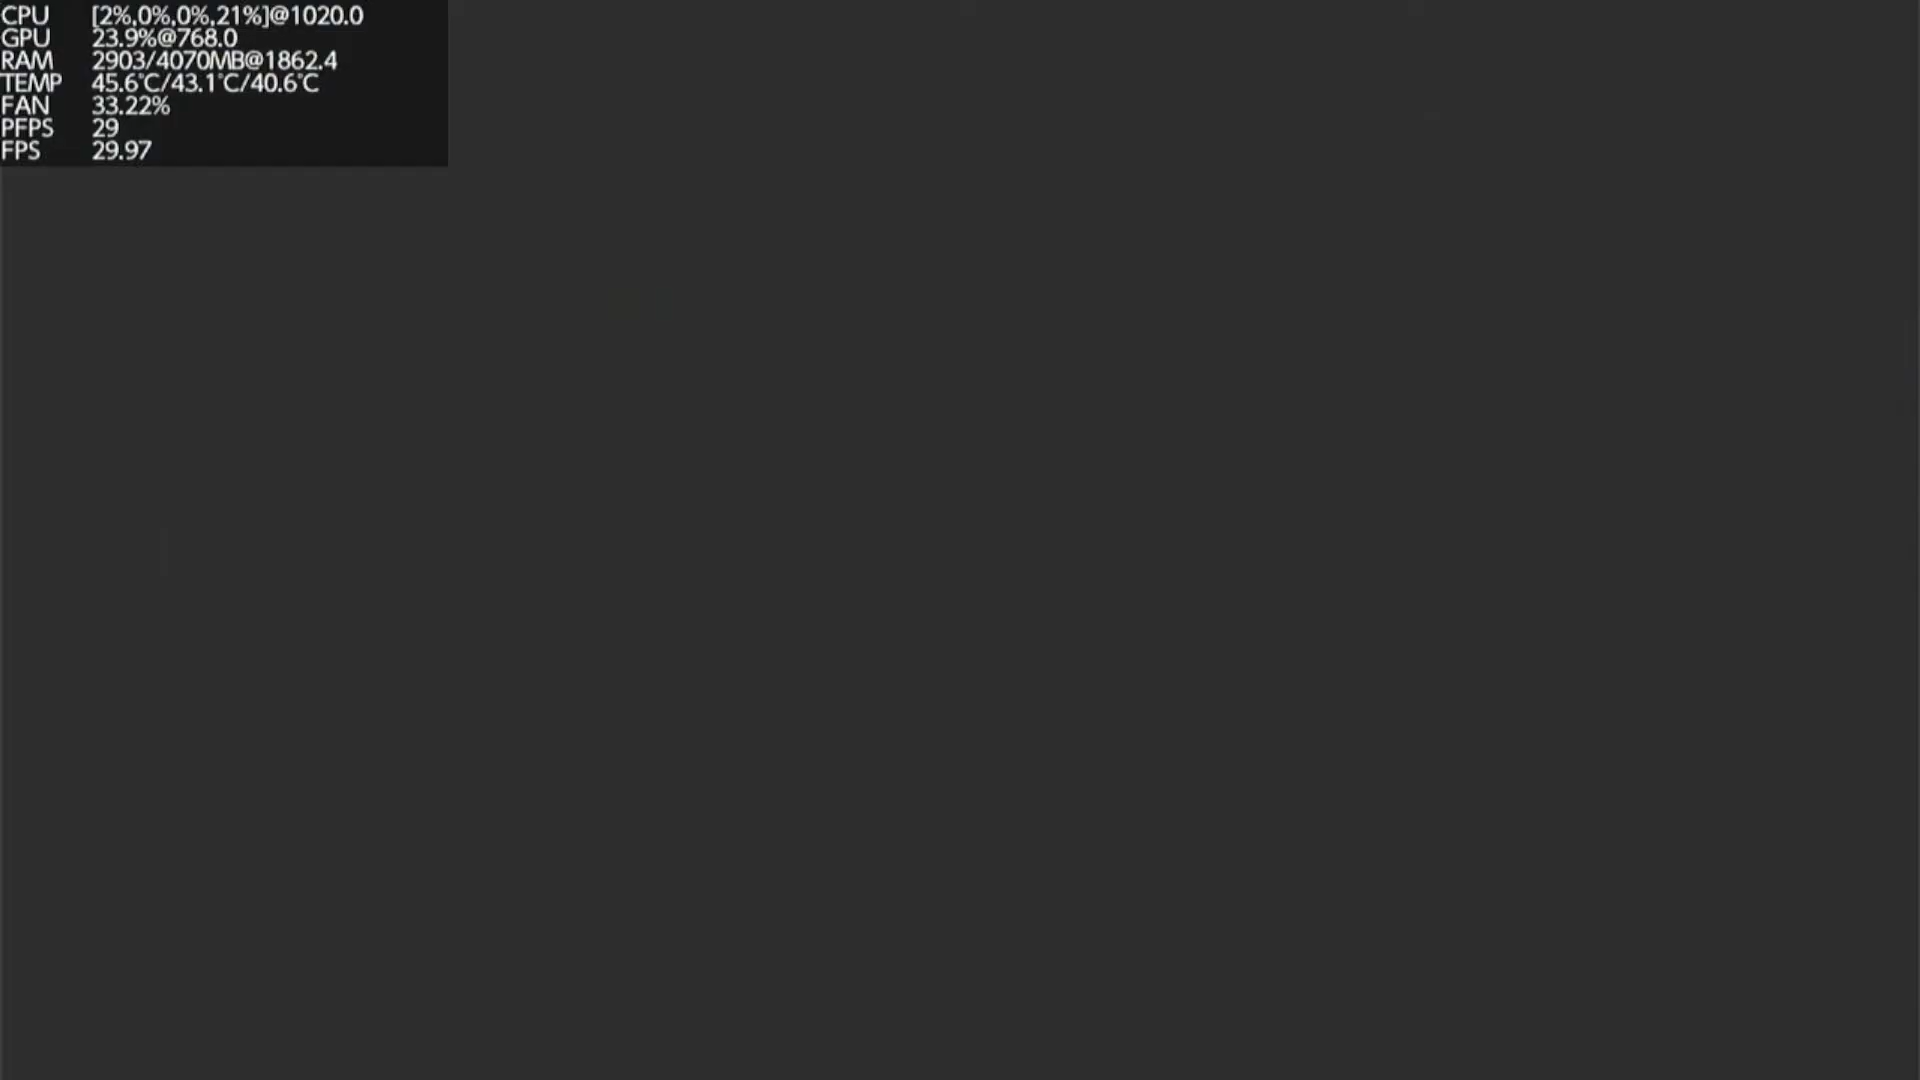 CPU [2%,0%,0%,21%]@1020.0
GPU 23.9%@768.0
RAM 2903/4070MB@1862.4
TEMP 45.6°C/43.1°C/40.6°C
FAN 33.22%
PFPS 29
FPS 29.97